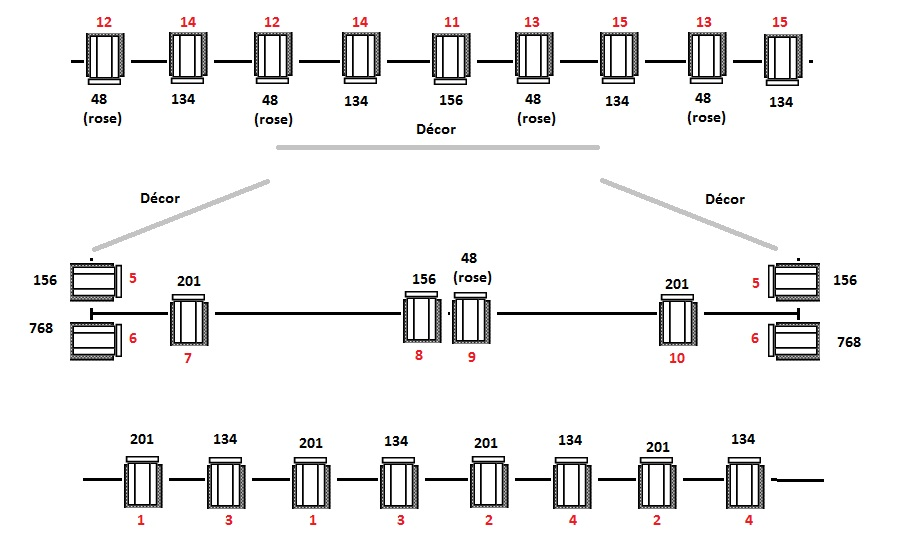 12 14 12 14 11 13 15 13 15
48 134 48 134 156 48 134 48 134
(rose) (rose) (rose) (rose)
Décor
Décor Décor
48
(rose)
156 5 201 156 201 5 156
768 6 6 768
7 8 9 10
201 134 201 134 201 134 201 134
1 3 1 3 2 4 2 4